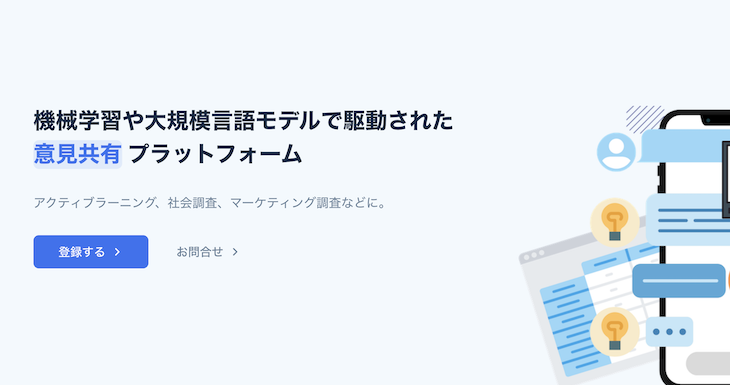 機械学習や大規模言語モデルで駆動された
意見共有 プラットフォーム
アクティブラーニング、社会調査、マーケティング調査などに。
登録する
お問合せ